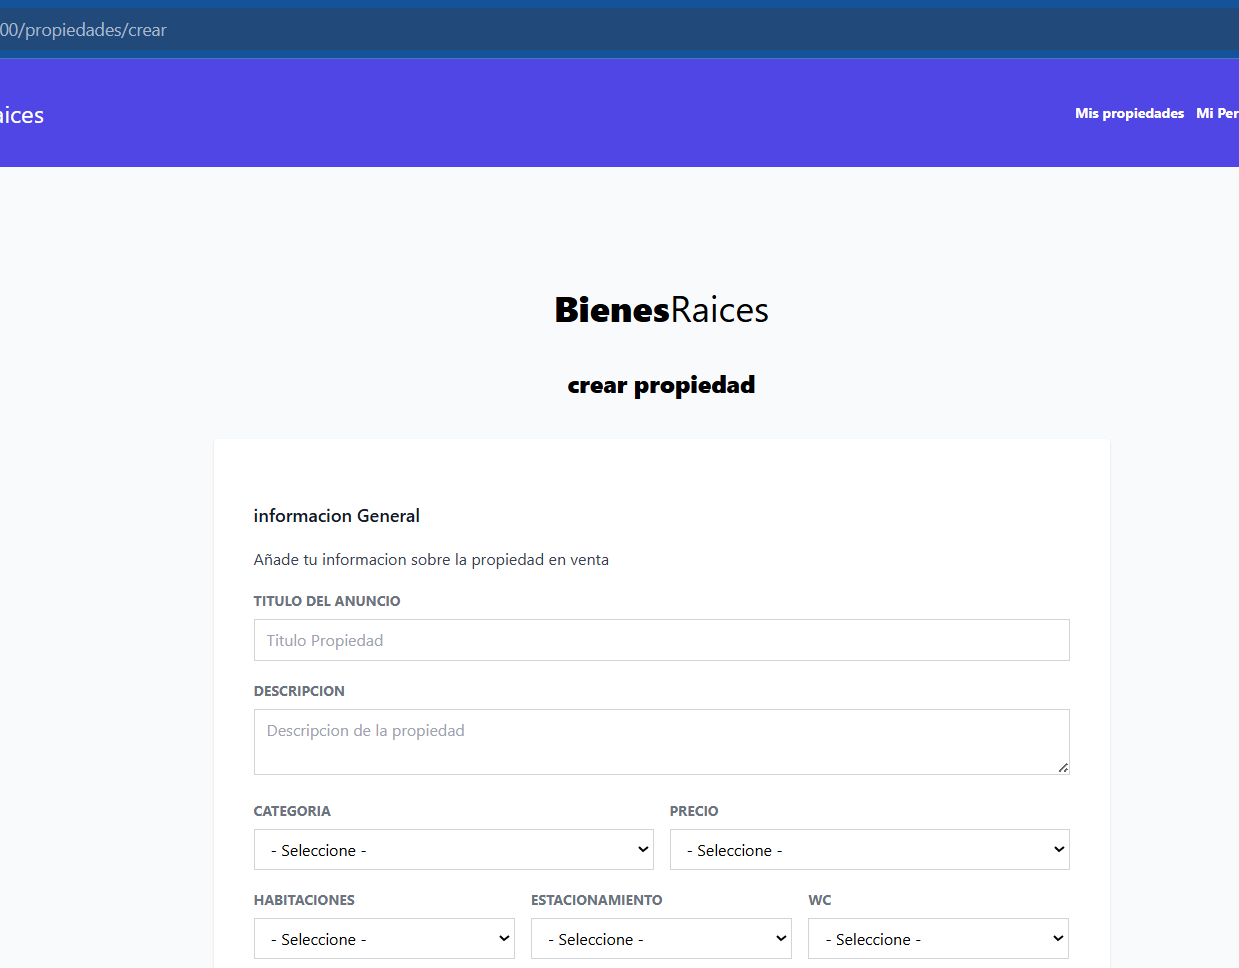 00/propiedades/crear
aices
Mis propiedades Mi Per
BienesRaices
crear propiedad
informacion General
Añade tu informacion sobre la propiedad en venta
TITULO DEL ANUNCIO
Titulo Propiedad
DESCRIPCION
Descripcion de la propiedad
CATEGORIA PRECIO
- Seleccione - - Seleccione -
HABITACIONES ESTACIONAMIENTO WC
- Seleccione - - Seleccione - - Seleccione -